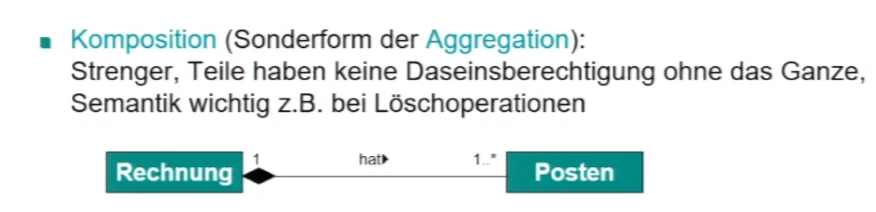 Komposition (Sonderform der Aggregation):
Strenger, Teile haben keine Daseinsberechtigung ohne das Ganze,
Semantik wichtig z.B. bei Löschoperationen
Rechnung 1 hat 1..* Posten